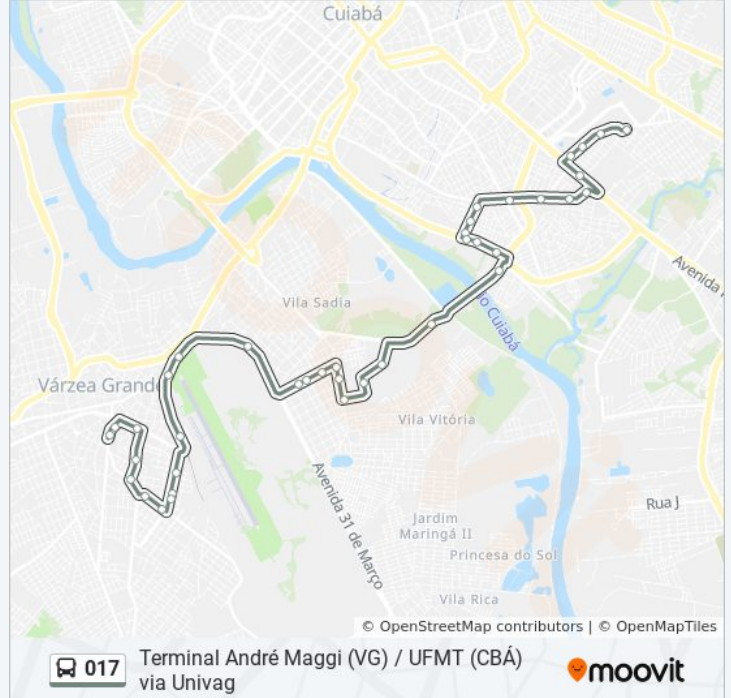 Cuiabá
Avenida
o Cuiabá
Vila Sadia
Várzea Grande
Vila Vitória
Avenida 31 de Março
Rua J
Jardim
Maringá II
Princesa do Sol
Vila Rica
© OpenStreetMap contributors | © OpenMapTiles
017
Terminal André Maggi (VG) / UFMT (CBÁ)
via Univag
moovit